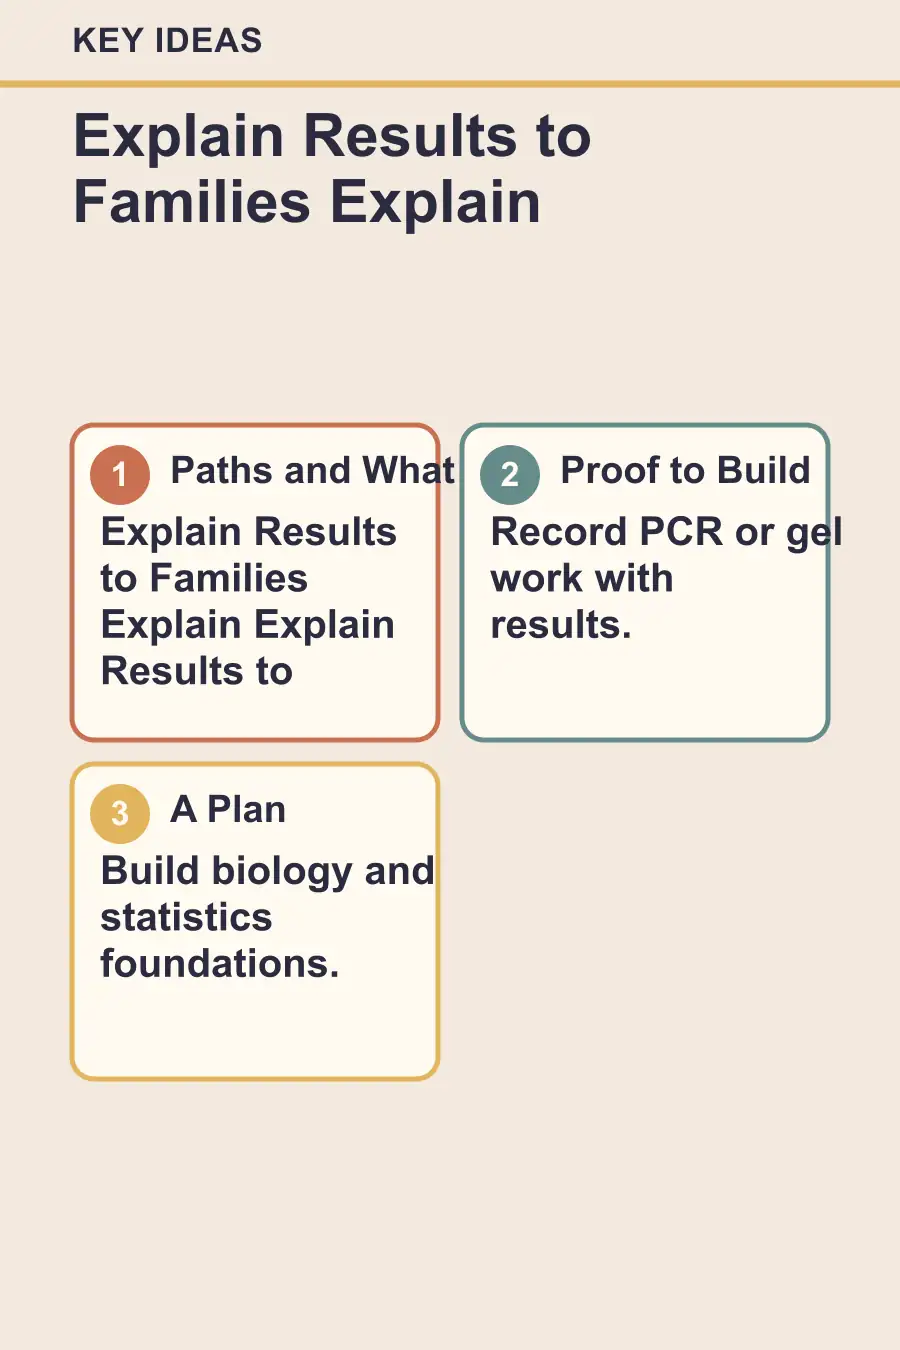 KEY IDEAS
Explain Results to
Families Explain
1 Paths and What
Explain Results
to Families
Explain Explain
Results to
2 Proof to Build
Record PCR or gel
work with
results.
3 A Plan
Build biology and
statistics
foundations.